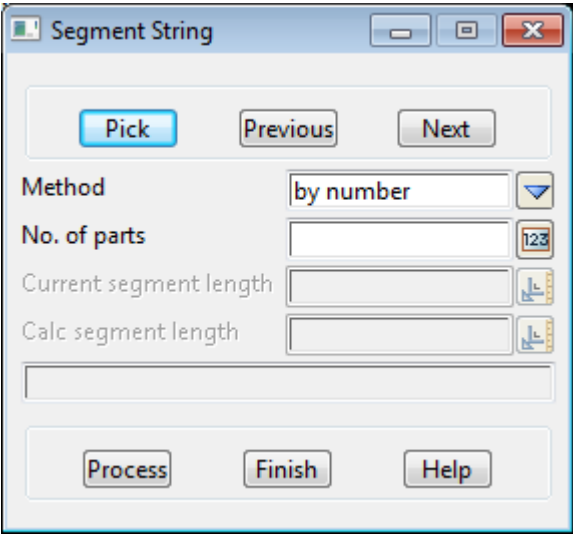 Segment String
Pick Previous Next
Method by number
No. of parts 123
Current segment length
Calc segment length
Process Finish Help